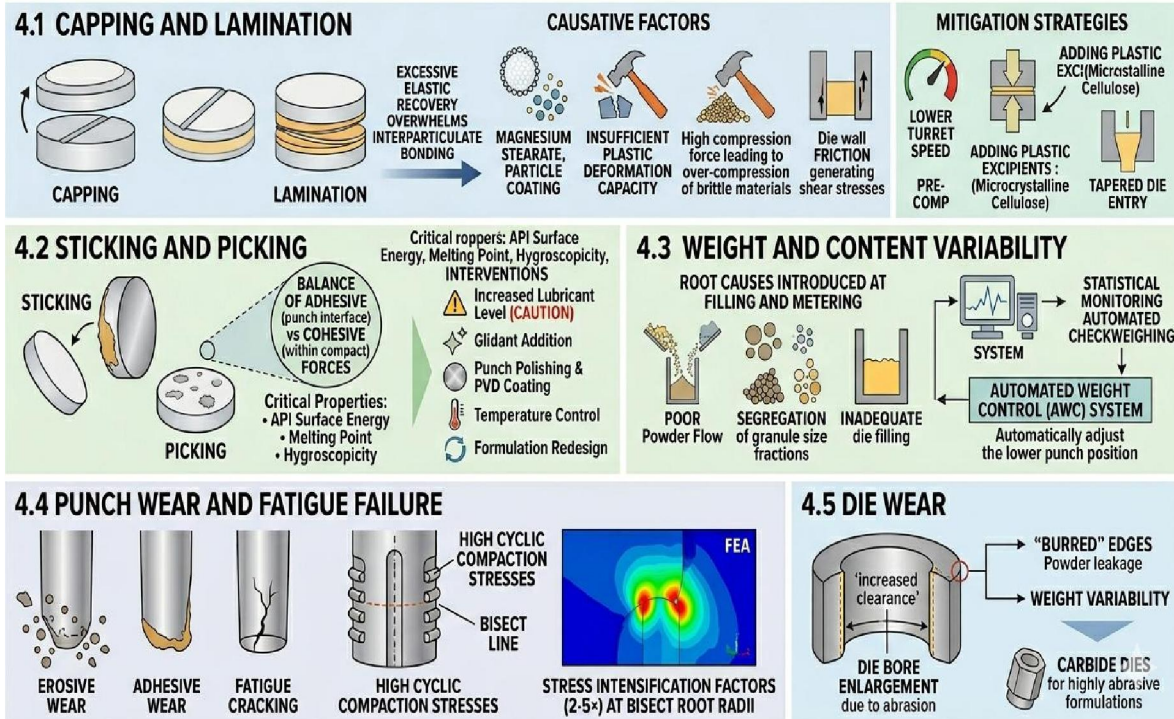 4.1 CAPPING AND LAMINATION
CAPPING
LAMINATION
EXCESSIVE
ELASTIC
RECOVERY
OVERWHELMS
INTERPARTICULATE
BONDING
CAUSATIVE FACTORS
MAGNESIUM
STEARATE,
PARTICLE
COATING
INSUFFICIENT
PLASTIC
DEFORMATION
CAPACITY
High compression
force leading to
over-compression
of brittle materials
Die wall
FRICTION
generating
shear stresses
MITIGATION STRATEGIES
LOWER
TURRET
SPEED
PRE-
COMP
ADDING PLASTIC
EXCI(Microstalline
Cellulose)
ADDING PLASTIC
EXCIPIENTS :
(Microcrystalline
Cellulose)
TAPERED DIE
ENTRY
4.2 STICKING AND PICKING
STICKING
PICKING
BALANCE
OF ADHESIVE
(punch interface)
vs COHESIVE
(within compact)
FORCES
Critical Properties:
• API Surface Energy
• Melting Point
• Hygroscopicity
Critical roppers: API Surface
Energy, Melting Point, Hygroscopicity,
INTERVENTIONS
Increased Lubricant
Level (CAUTION)
Glidant Addition
Punch Polishing &
PVD Coating
Temperature Control
Formulation Redesign
4.3 WEIGHT AND CONTENT VARIABILITY
ROOT CAUSES INTRODUCED AT
FILLING AND METERING
POOR
Powder Flow
SEGREGATION
of granule size
fractions
INADEQUATE
die filling
SYSTEM
STATISTICAL
MONITORING
AUTOMATED
CHECKWEIGHING
AUTOMATED WEIGHT
CONTROL (AWC) SYSTEM
Automatically adjust
the lower punch position
4.4 PUNCH WEAR AND FATIGUE FAILURE
EROSIVE
WEAR
ADHESIVE
WEAR
FATIGUE
CRACKING
HIGH CYCLIC
COMPACTION
STRESSES
BISECT
LINE
HIGH CYCLIC
COMPACTION STRESSES
FEA
STRESS INTENSIFICATION FACTORS
(2-5×) AT BISECT ROOT RADII
4.5 DIE WEAR
'increased
clearance'
DIE BORE
ENLARGEMENT
due to abrasion
"BURRED" EDGES
Powder leakage
WEIGHT VARIABILITY
CARBIDE DIES
for highly abrasive
formulations